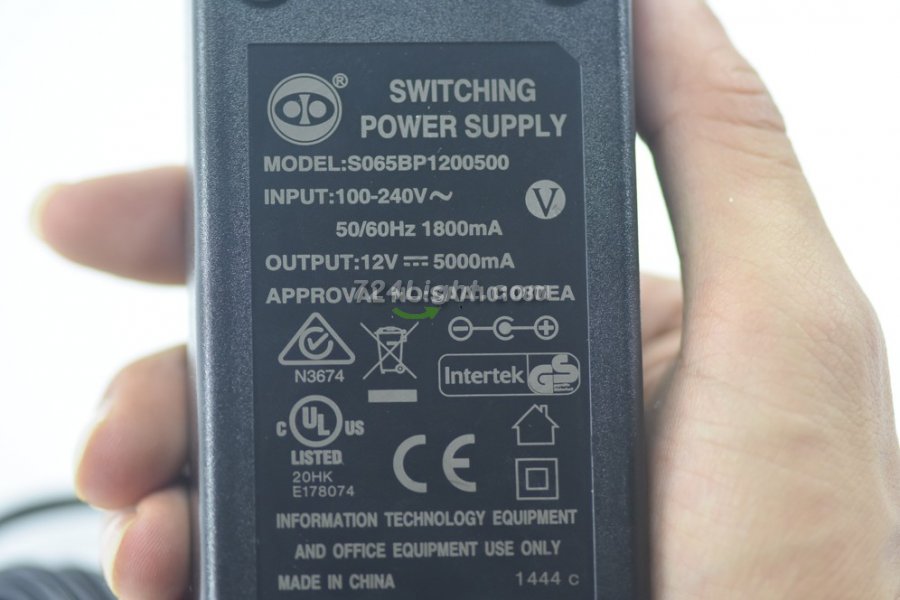 ®
SWITCHING
POWER SUPPLY
MODEL:S065BP1200500
INPUT:100-240V~
V
50/60Hz 1800mA
OUTPUT:12V⎓ 5000mA
APPROVAL
N3674
Intertek GS
C UL US
LISTED
20HK
E178074
CE
INFORMATION TECHNOLOGY EQUIPMENT
AND OFFICE EQUIPMENT USE ONLY
MADE IN CHINA 1444 C